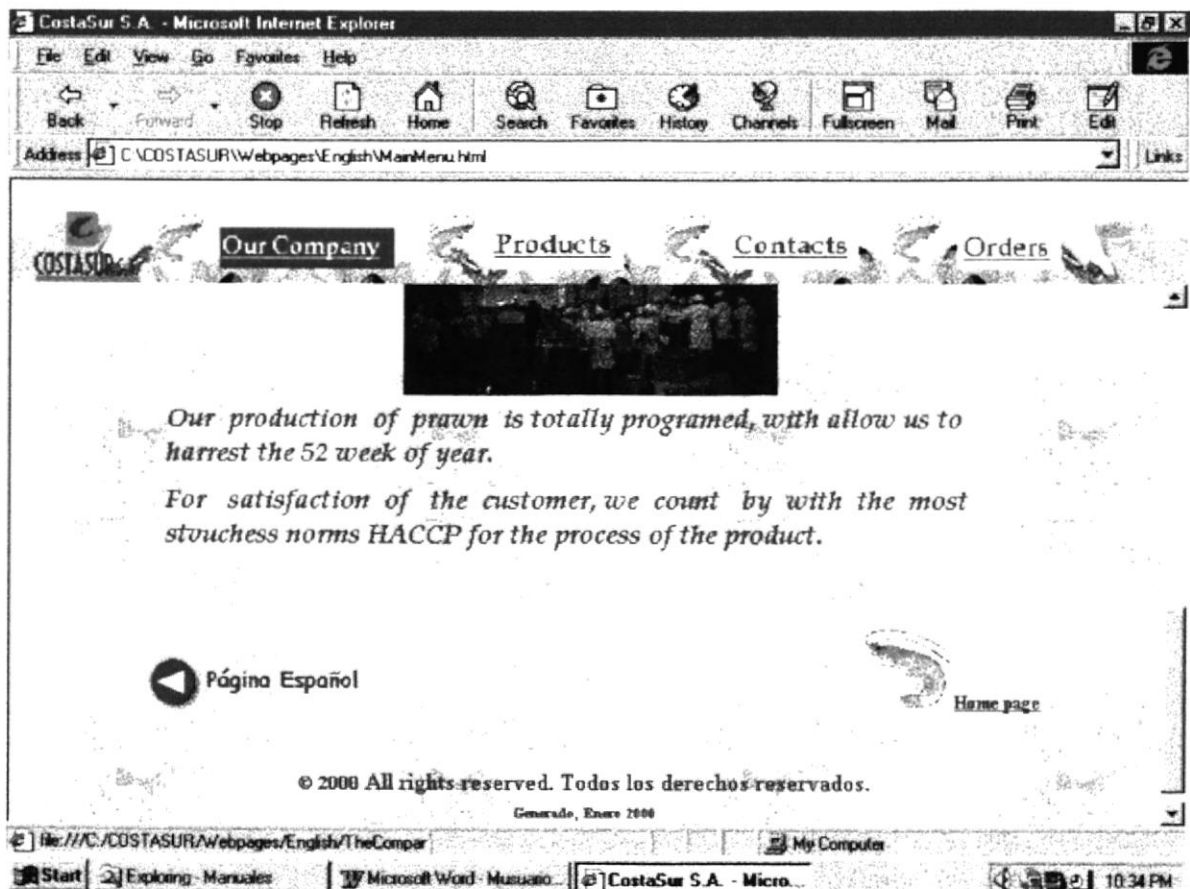 CostaSur S.A. - Microsoft Internet Explorer
File Edit View Go Favorites Help
Back Forward Stop Refresh Home Search Favorites History Channels Fullscreen Mail Print Edit
Address C:\COSTASUR\Webpages\English\MainMenu.html Links
COSTASUR S.A. Our Company Products Contacts Orders
Our production of prawn is totally programed, with allow us to
harrest the 52 week of year.
For satisfaction of the customer, we count by with the most
stvuchess norms HACCP for the process of the product.
Página Español
Home page
© 2000 All rights reserved. Todos los derechos reservados.
Generado, Enero 2000
file:///C:/COSTASUR/Webpages/English/TheCompar My Computer
Start Exploring - Manuales Microsoft Word - Musuario... CostaSur S.A. - Micro... 10:34 PM